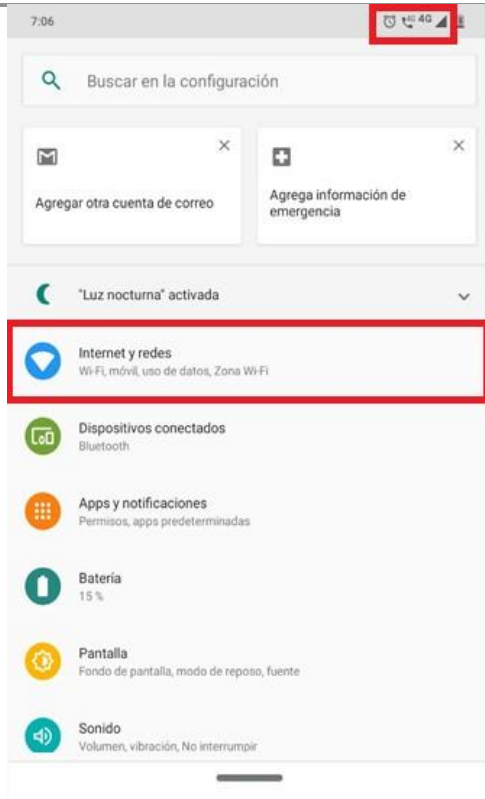 7:06
4G 4G
Buscar en la configuración
Agregar otra cuenta de correo
Agrega información de
emergencia
"Luz nocturna" activada
Internet y redes
Wi-Fi, móvil, uso de datos, Zona Wi-Fi
Dispositivos conectados
Bluetooth
Apps y notificaciones
Permisos, apps predeterminadas
Batería
15 %
Pantalla
Fondo de pantalla, modo de reposo, fuente
Sonido
Volumen, vibración, No interrumpir